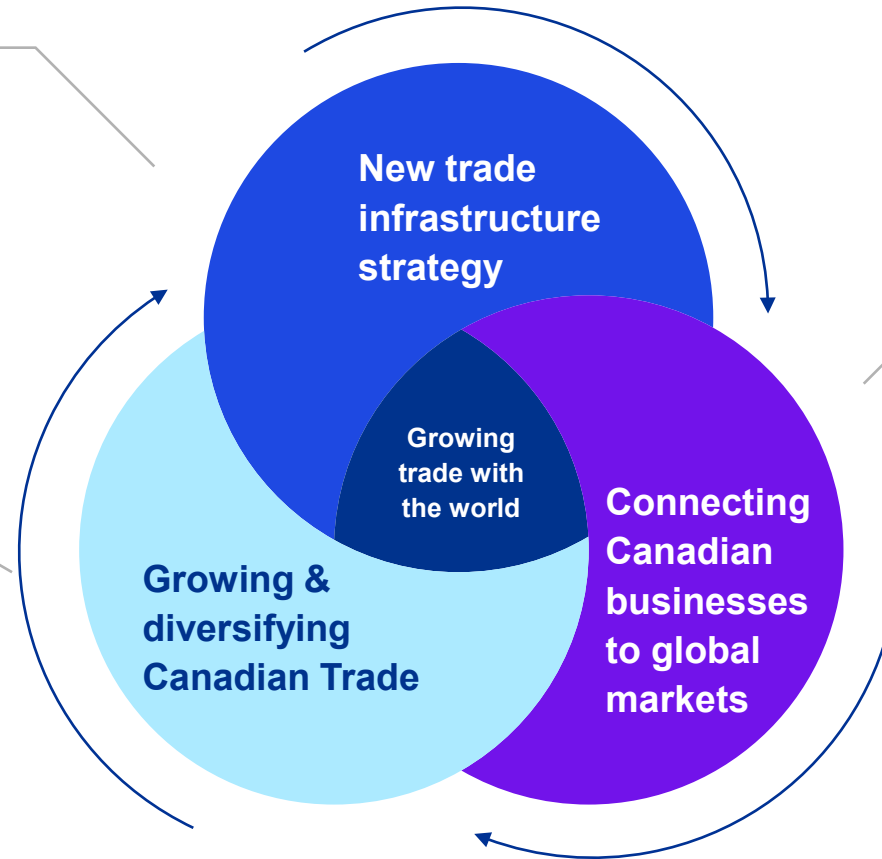 New trade
infrastructure
strategy
Growing
trade with
the world
Connecting
Canadian
businesses
to global
markets
Growing &
diversifying
Canadian Trade